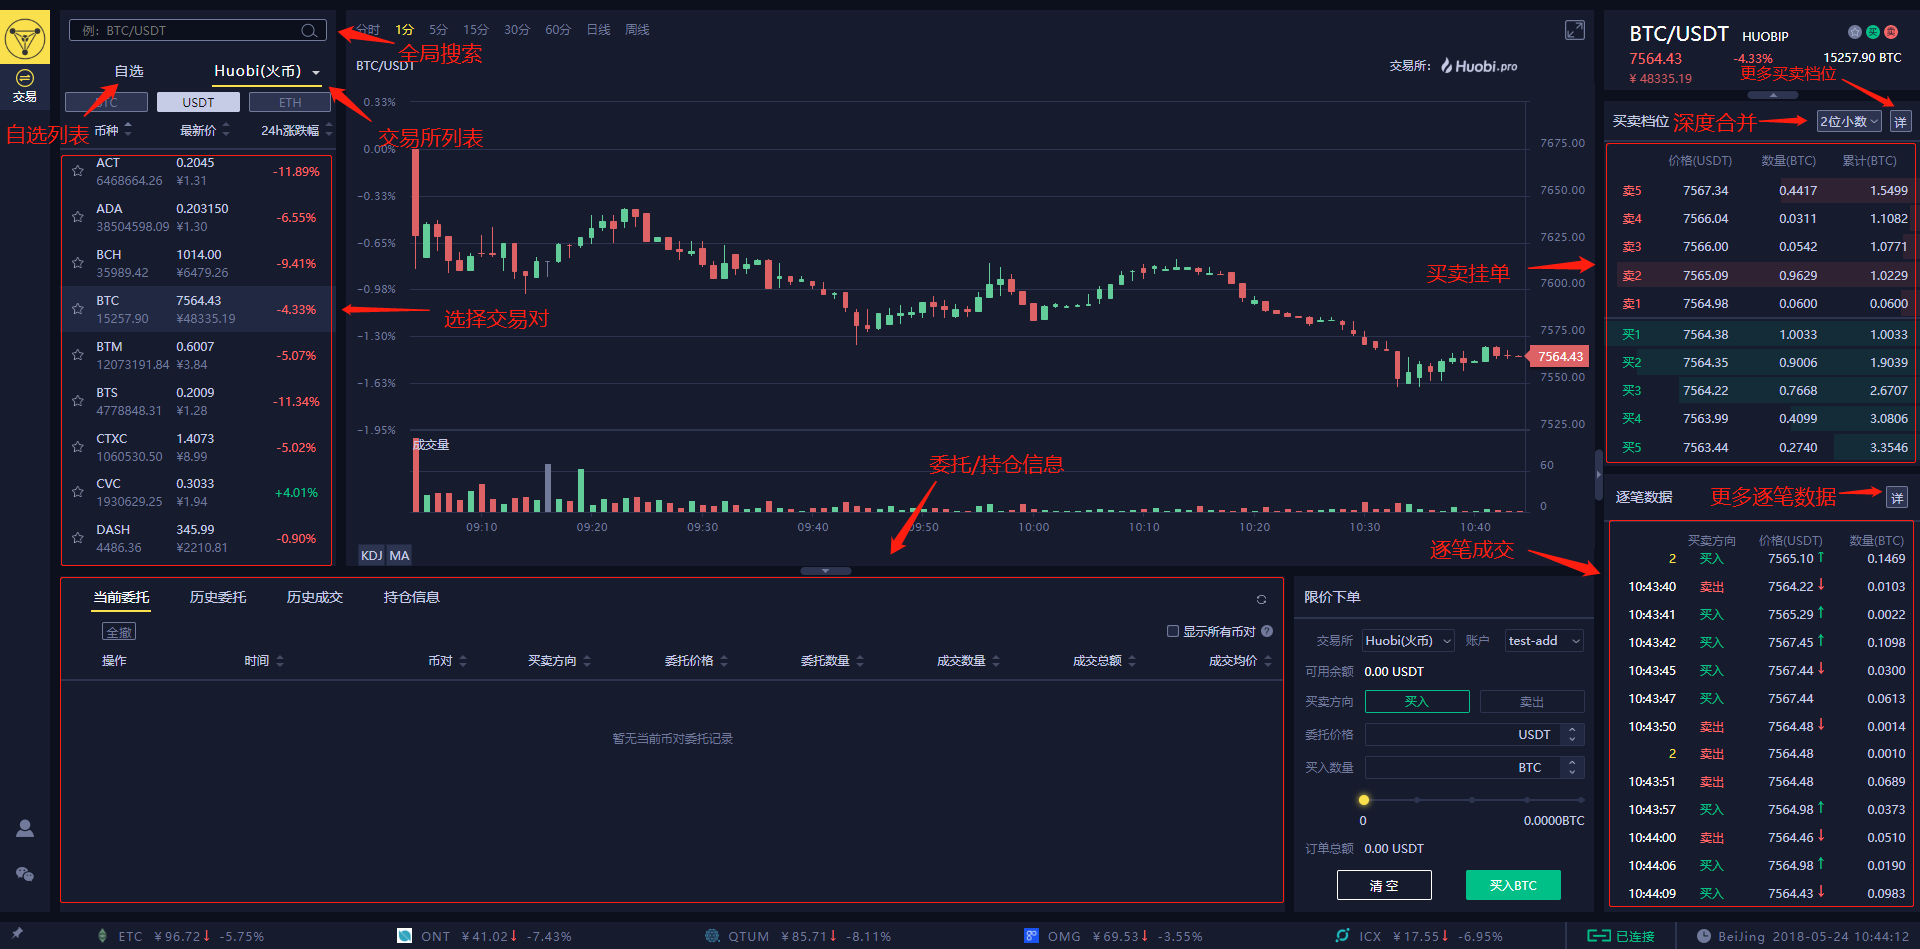 交易
例: BTC/USDT
全局搜索
自选
Huobi(火币)
BTC
USDT
ETH
自选列表
交易所列表
币种
最新价
24h涨跌幅
ACT 0.2045 -11.89%
6468664.26 ¥1.31
ADA 0.203150 -6.55%
38504598.09 ¥1.30
BCH 1014.00 -9.41%
35989.42 ¥6479.26
BTC 7564.43 -4.33%
15257.90 ¥48335.19
BTM 0.6007 -5.07%
12073191.84 ¥3.84
BTS 0.2009 -11.34%
4778848.31 ¥1.28
CTXC 1.4073 -5.02%
1060530.50 ¥8.99
CVC 0.3033 +4.01%
1930629.25 ¥1.94
DASH 345.99 -0.90%
4486.36 ¥2210.81
选择交易对
分时 1分 5分 15分 30分 60分 日线 周线
BTC/USDT
交易所: Huobi.pro
0.33%
0.00%
-0.33%
-0.65%
-0.98%
-1.30%
-1.63%
-1.95%
7675.00
7650.00
7625.00
7600.00
7575.00
7564.43
7550.00
7525.00
成交量
60
0
09:10 09:20 09:30 09:40 09:50 10:00 10:10 10:20 10:30 10:40
KDJ MA
委托/持仓信息
买卖挂单
逐笔成交
当前委托 历史委托 历史成交 持仓信息
全撤
显示所有币对 ?
操作 时间 币对 买卖方向 委托价格 委托数量 成交数量 成交总额 成交均价
暂无当前币对委托记录
限价下单
交易所 Huobi(火币) 账户 test-add
可用余额 0.00 USDT
买卖方向 买入 卖出
委托价格 USDT
买入数量 BTC
0 0.0000BTC
订单总额 0.00 USDT
清空 买入BTC
BTC/USDT HUOBIP 买 卖
7564.43 -4.33% 15257.90 BTC
¥ 48335.19
更多买卖档位
买卖档位 深度合并 2位小数 详
价格(USDT) 数量(BTC) 累计(BTC)
卖5 7567.34 0.4417 1.5499
卖4 7566.04 0.0311 1.1082
卖3 7566.00 0.0542 1.0771
卖2 7565.09 0.9629 1.0229
卖1 7564.98 0.0600 0.0600
买1 7564.38 1.0033 1.0033
买2 7564.35 0.9006 1.9039
买3 7564.22 0.7668 2.6707
买4 7563.99 0.4099 3.0806
买5 7563.44 0.2740 3.3546
逐笔数据 更多逐笔数据 详
买卖方向 价格(USDT) 数量(BTC)
2 买入 7565.10↑ 0.1469
10:43:40 卖出 7564.22↓ 0.0103
10:43:41 买入 7565.29↑ 0.0022
10:43:42 买入 7567.45↑ 0.1098
10:43:45 买入 7567.44↓ 0.0300
10:43:47 买入 7567.44 0.0613
10:43:50 卖出 7564.48↓ 0.0014
2 卖出 7564.48 0.0010
10:43:51 卖出 7564.48 0.0689
10:43:57 买入 7564.98↑ 0.0373
10:44:00 卖出 7564.46↓ 0.0510
10:44:06 买入 7564.98↑ 0.0190
10:44:09 买入 7564.43↓ 0.0983
ETC ¥96.72↓ -5.75% ONT ¥41.02↓ -7.43% QTUM ¥85.71↓ -8.11% OMG ¥69.53↓ -3.55% ICX ¥17.55↓ -6.95% 已连接 BeiJing 2018-05-24 10:44:12